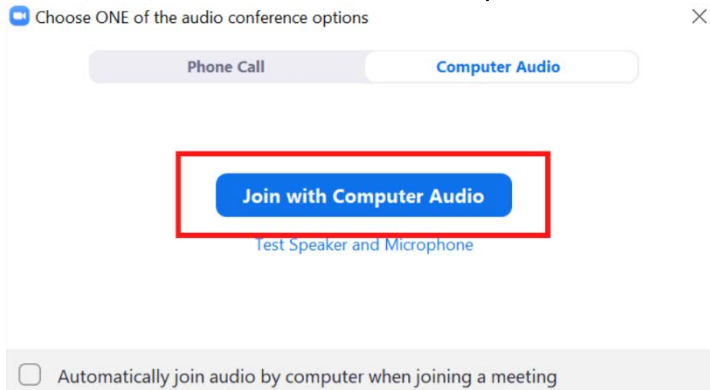 Choose ONE of the audio conference options
Phone Call Computer Audio
Join with Computer Audio
Test Speaker and Microphone
Automatically join audio by computer when joining a meeting